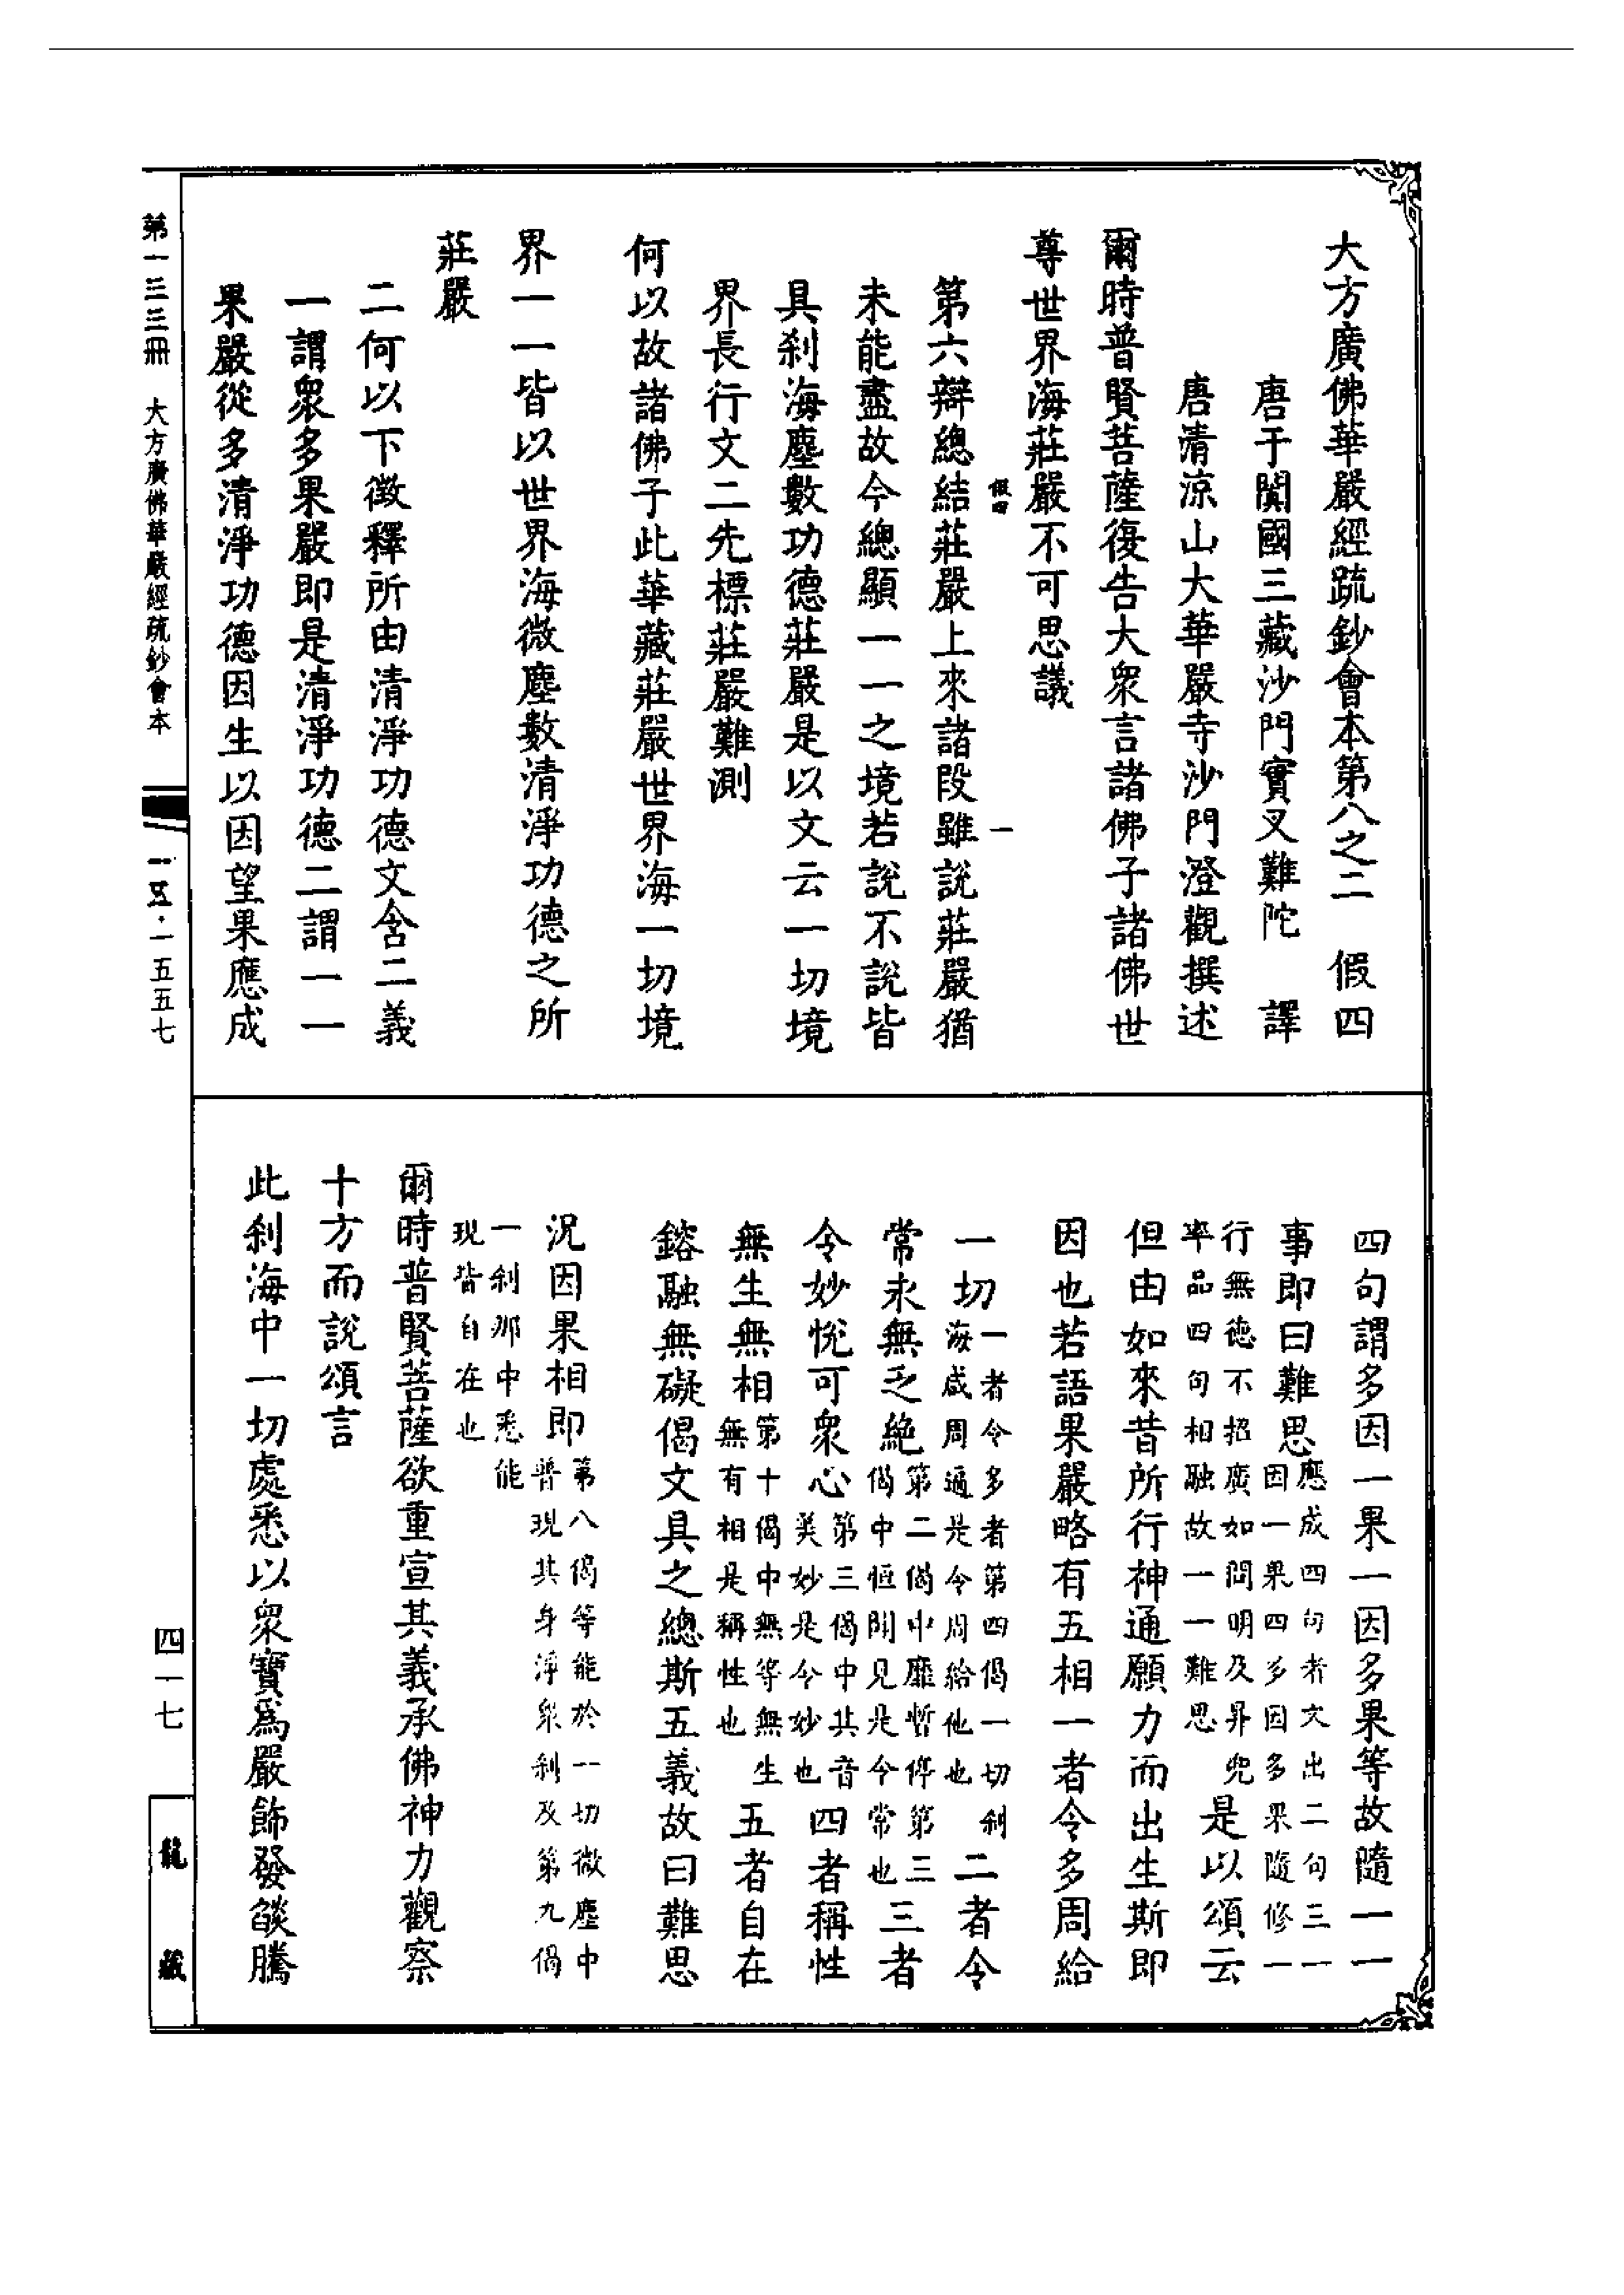 大方廣佛華嚴經疏鈔會本第八之二　假四
唐于闐國三藏沙門實叉難陀　譯
唐清涼山大華嚴寺沙門澄觀撰述
爾時普賢菩薩復告大衆言諸佛子諸佛世
尊世界海莊嚴不可思議
假四　一
第六辯總結莊嚴上來諸段雖說莊嚴猶
未能盡故今總顯一一之境若說不說皆
具刹海塵數功德莊嚴是以文云一切境
界長行文二先標莊嚴難測
何以故諸佛子此華藏莊嚴世界海一切境
界一一皆以世界海微塵數清淨功德之所
莊嚴
二何以下徵釋所由清淨功德文含二義
一謂衆多果嚴即是清淨功德二謂一一
果嚴從多清淨功德因生以因望果應成
四句謂多因一果一因多果等故隨一一
事即曰難思應成四句者文出二句三一
因一果四多因多果隨修一
行無德不招廣如問明及昇兜
率品四句相融故一一難思是以頌云
但由如來昔所行神通願力而出生斯即
因也若語果嚴略有五相一者令多周給
一切一者令多者第四偈一切刹
海咸周遍是令周給他也二者令
常永無乏絶第二偈中靡暫停第三
偈中恒聞見是令常也三者
令妙悅可衆心第三偈中其音
美妙是令妙也四者稱性
無生無相第十偈中無等無生
無有相是稱性也五者自在
鎔融無礙偈文具之總斯五義故曰難思
況因果相即第八偈等能於一切微塵中
普現其身淨衆刹及第九偈
一刹那中悉能
現皆自在也
爾時普賢菩薩欲重宣其義承佛神力觀察
十方而說頌言
此刹海中一切處悉以衆寶爲嚴飾發燄騰
第一三三冊　大方廣佛華嚴經疏鈔會本
一五·一五五七
四一七
龍藏